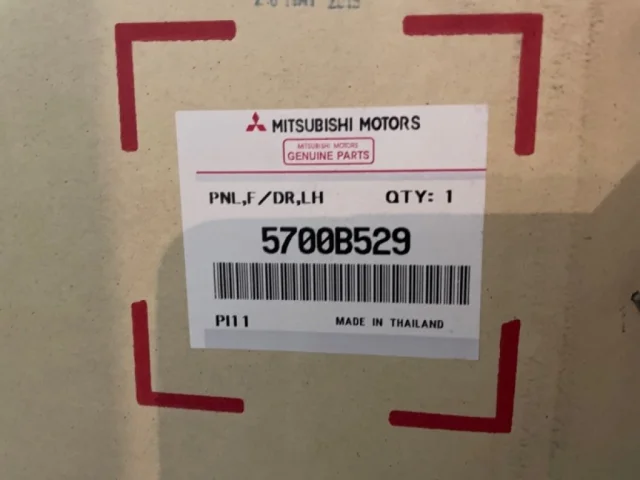 MITSUBISHI MOTORS
MITSUBISHI MOTORS
GENUINE PARTS
PNL,F/DR,LH QTY: 1
5700B529
PI11 MADE IN THAILAND